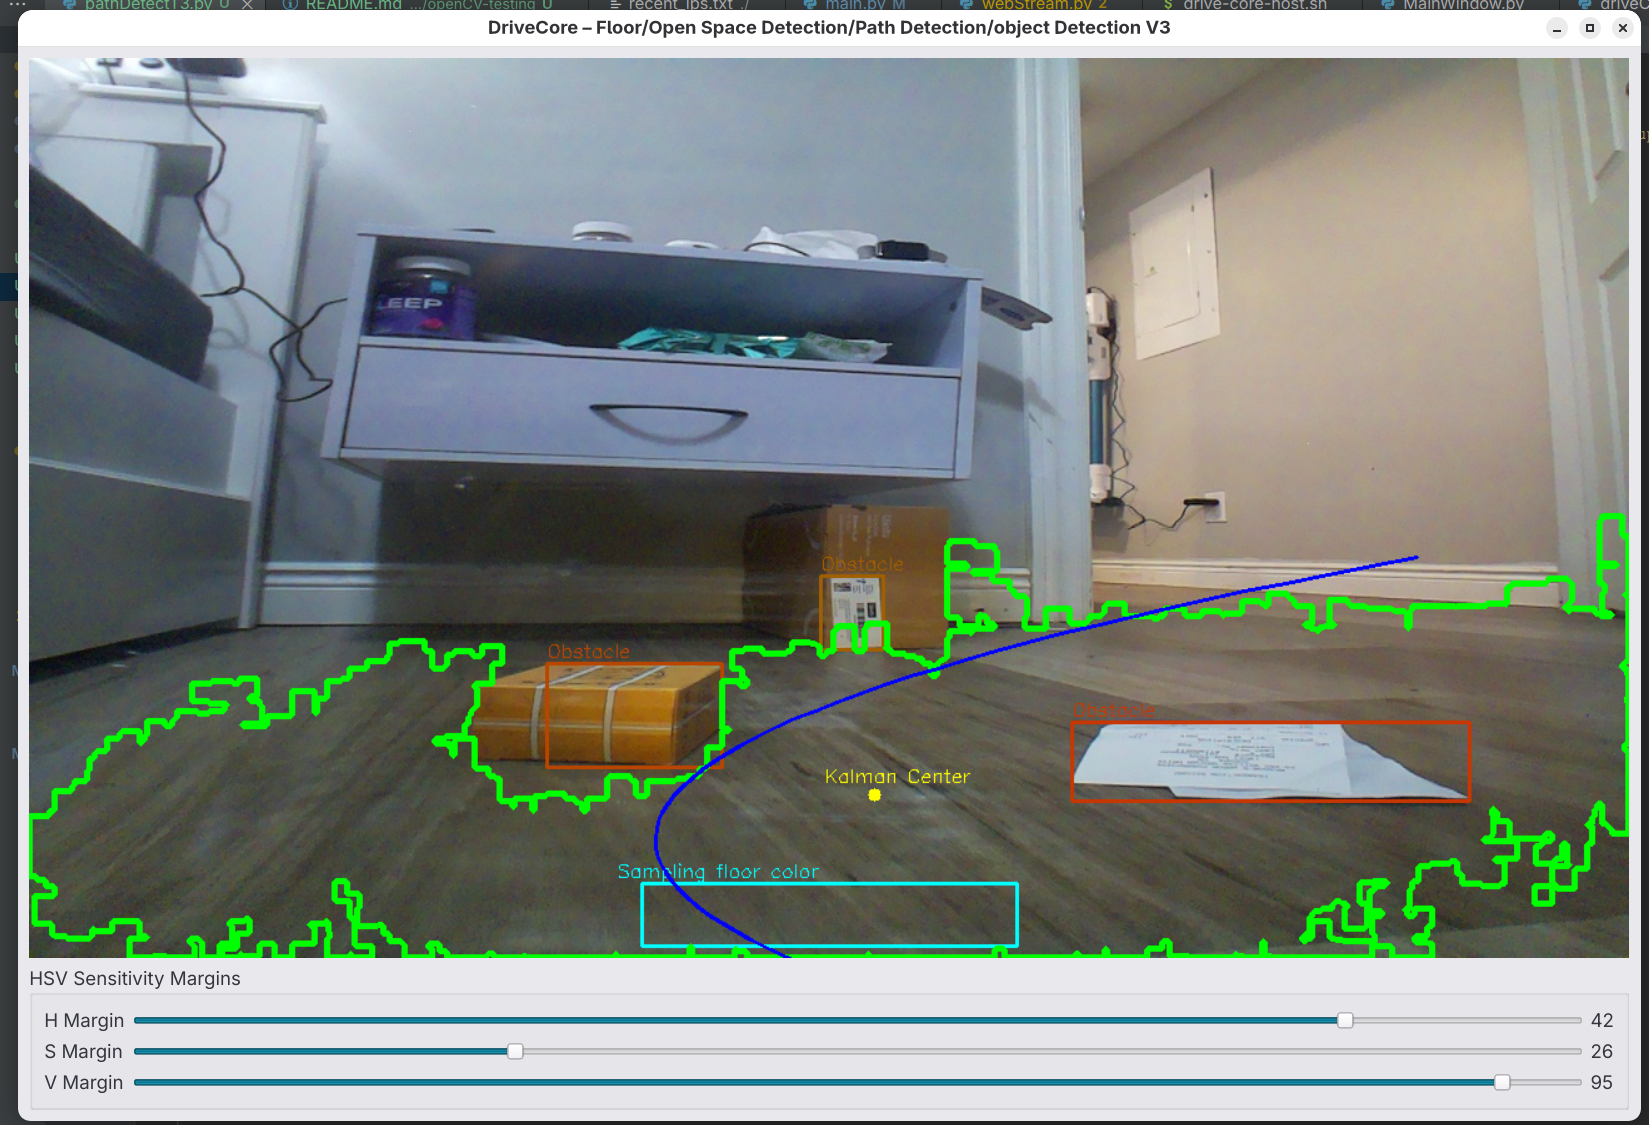 pathDetectT3.py U
README.md .../openCV-testing U
recent_ips.txt ./
main.py M
webStream.py 2
drive-core-host.sh
MainWindow.py
DriveCore – Floor/Open Space Detection/Path Detection/object Detection V3
LEEP
Obstacle
Obstacle
Obstacle
Kalman Center
Sampling floor color
HSV Sensitivity Margins
H Margin 42
S Margin 26
V Margin 95